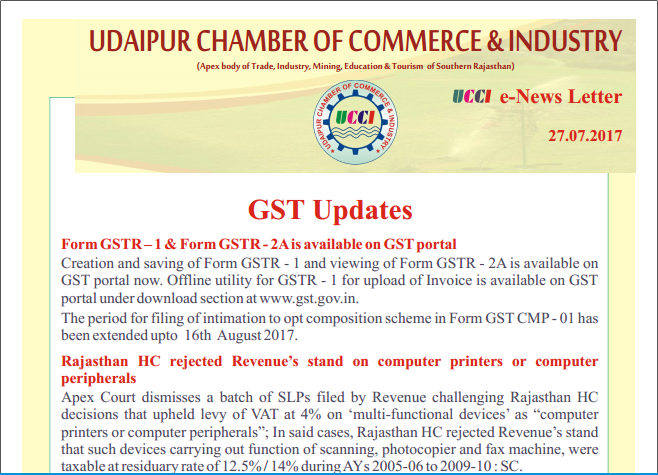 UDAIPUR CHAMBER OF COMMERCE & INDUSTRY
(Apex body of Trade, Industry, Mining, Education & Tourism of Southern Rajasthan)
UDAIPUR CHAMBER OF COMMERCE & INDUSTRY
UCCI
UCCI e-News Letter
27.07.2017
GST Updates
Form GSTR – 1 & Form GSTR - 2A is available on GST portal
Creation and saving of Form GSTR - 1 and viewing of Form GSTR - 2A is available on
GST portal now. Offline utility for GSTR - 1 for upload of Invoice is available on GST
portal under download section at www.gst.gov.in.
The period for filing of intimation to opt composition scheme in Form GST CMP - 01 has
been extended upto 16th August 2017.
Rajasthan HC rejected Revenue’s stand on computer printers or computer
peripherals
Apex Court dismisses a batch of SLPs filed by Revenue challenging Rajasthan HC
decisions that upheld levy of VAT at 4% on ‘multi-functional devices’ as “computer
printers or computer peripherals”; In said cases, Rajasthan HC rejected Revenue’s stand
that such devices carrying out function of scanning, photocopier and fax machine, were
taxable at residuary rate of 12.5% / 14% during AYs 2005-06 to 2009-10 : SC.